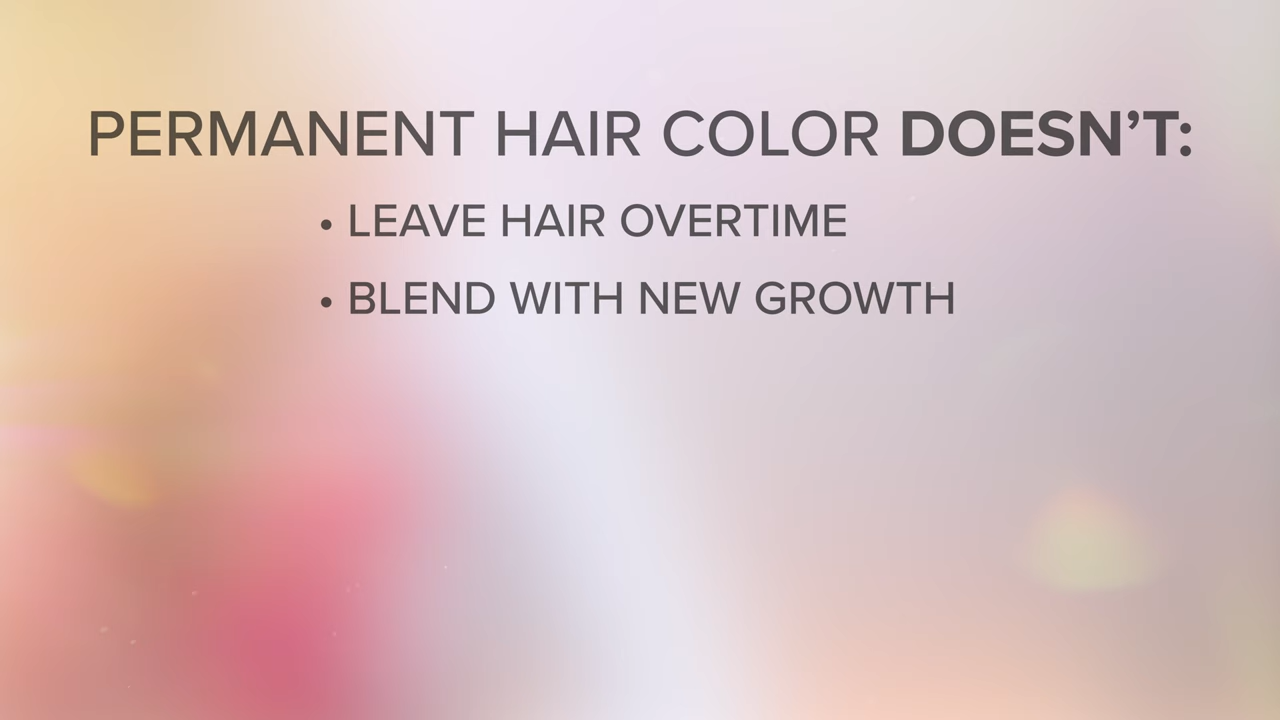 PERMANENT HAIR COLOR DOESN’T:
• LEAVE HAIR OVERTIME
• BLEND WITH NEW GROWTH